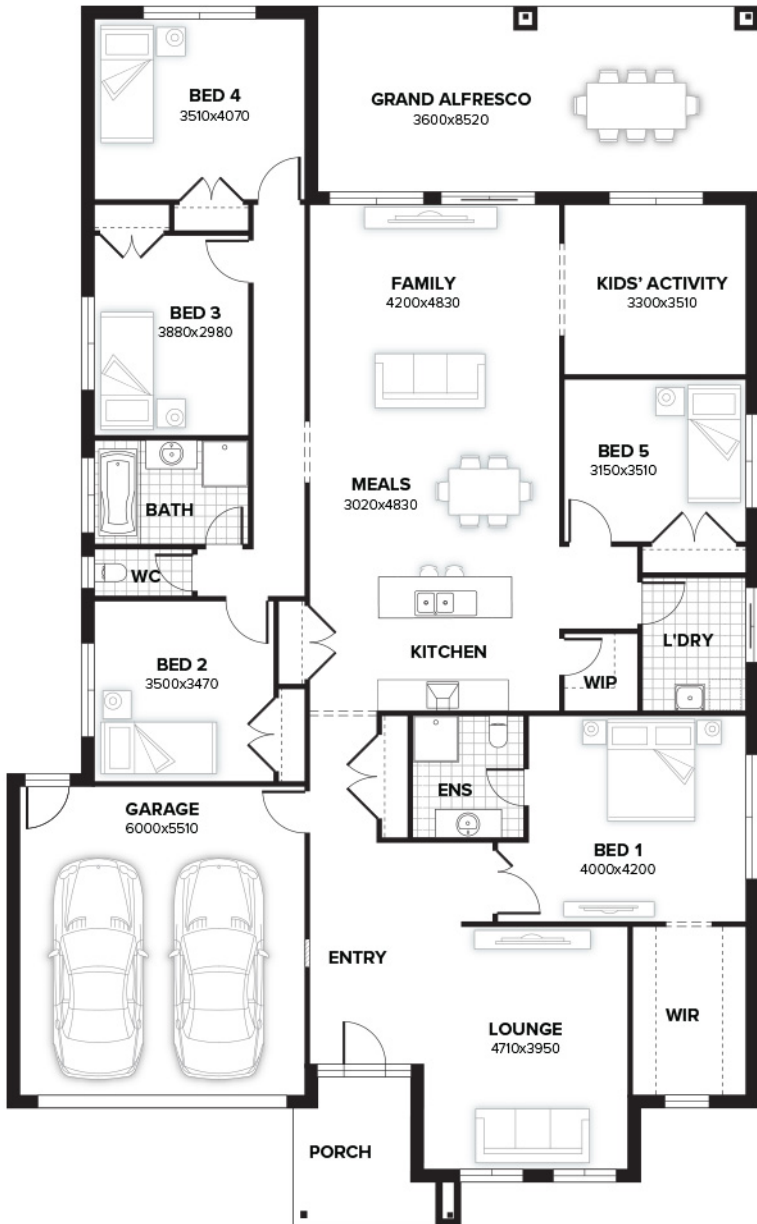 BED 4
3510x4070
GRAND ALFRESCO
3600x8520
FAMILY
4200x4830
KIDS' ACTIVITY
3300x3510
BED 3
3880x2980
BED 5
3150x3510
MEALS
3020x4830
BATH
WC
BED 2
3500x3470
KITCHEN
WIP
L'DRY
ENS
GARAGE
6000x5510
BED 1
4000x4200
ENTRY
LOUNGE
4710x3950
WIR
PORCH